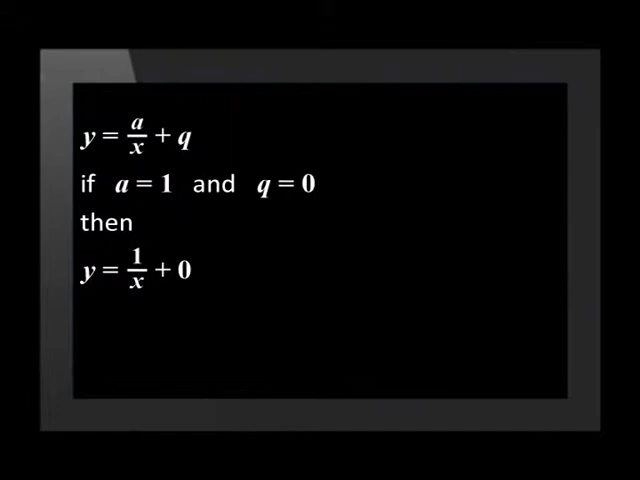 y = a/x + q
if a = 1 and q = 0
then
y = 1/x + 0